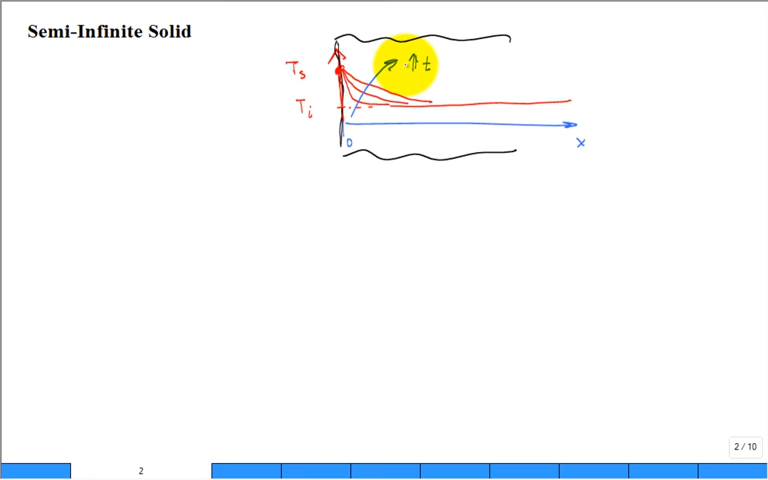 Semi-Infinite Solid
↑ t
Ts
Ti
0
x
2 / 10
2